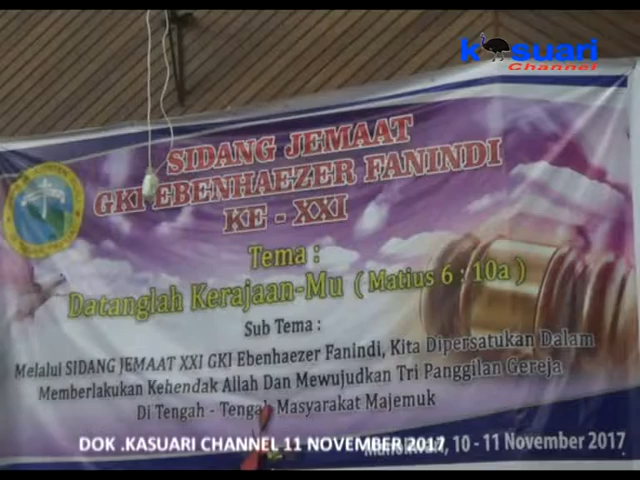 kasuari
Channel
SIDANG JEMAAT
GKI EBENHAEZER FANINDI
KE - XXI
Tema :
Datanglah Kerajaan-Mu ( Matius 6 : 10a )
Sub Tema :
Melalui SIDANG JEMAAT XXI GKI Ebenhaezer Fanindi, Kita Dipersatukan Dalam
Memberlakukan Kehendak Allah Dan Mewujudkan Tri Panggilan Gereja
Di Tengah - Tengah Masyarakat Majemuk
Manokwari, 10 - 11 November 2017
DOK .KASUARI CHANNEL 11 NOVEMBER 2017